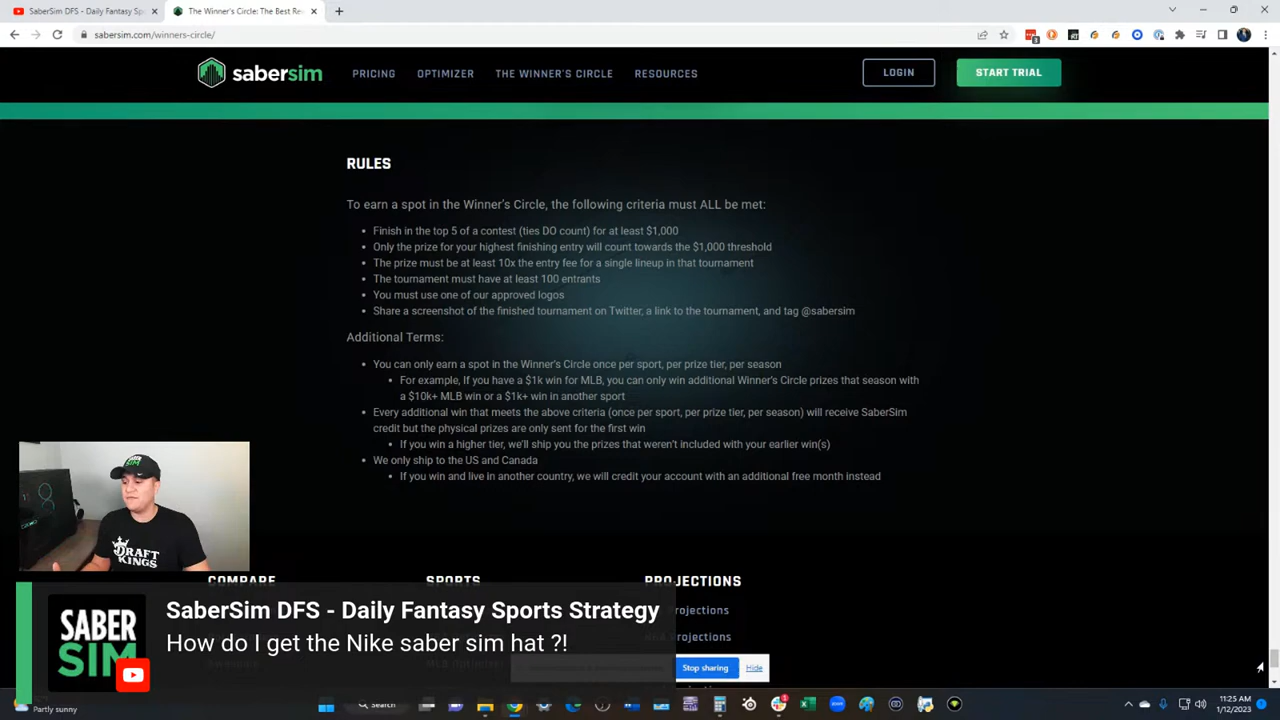 SaberSim DFS - Daily Fantasy Spo
The Winner's Circle: The Best Re
sabersim.com/winners-circle/
sabersim
PRICING
OPTIMIZER
THE WINNER'S CIRCLE
RESOURCES
LOGIN
START TRIAL
RULES
To earn a spot in the Winner's Circle, the following criteria must ALL be met:
Finish in the top 5 of a contest (ties DO count) for at least $1,000
Only the prize for your highest finishing entry will count towards the $1,000 threshold
The prize must be at least 10x the entry fee for a single lineup in that tournament
The tournament must have at least 100 entrants
You must use one of our approved logos
Share a screenshot of the finished tournament on Twitter, a link to the tournament, and tag @sabersim
Additional Terms:
You can only earn a spot in the Winner's Circle once per sport, per prize tier, per season
For example, If you have a $1k win for MLB, you can only win additional Winner's Circle prizes that season with
a $10k+ MLB win or a $1k+ win in another sport
Every additional win that meets the above criteria (once per sport, per prize tier, per season) will receive SaberSim
credit but the physical prizes are only sent for the first win
If you win a higher tier, we'll ship you the prizes that weren't included with your earlier win(s)
We only ship to the US and Canada
If you win and live in another country, we will credit your account with an additional free month instead
DRAFT
KINGS
COMPARE
SPORTS
PROJECTIONS
SABER
SIM
SaberSim DFS - Daily Fantasy Sports Strategy
How do I get the Nike saber sim hat ?!
Projections
Projections
Stop sharing
Hide
Partly sunny
Search
11:25 AM
1/12/2023